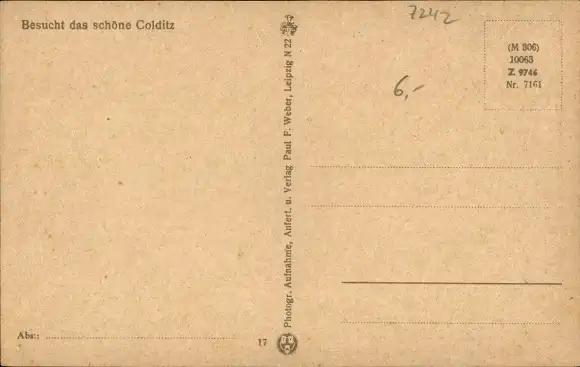 Besucht das schöne Colditz
7242
6,-
(M 306)
10063
Z 9746
Nr. 7161
Photogr. Aufnahme, Anfert. u. Verlag Paul F. Weber, Leipzig N 22
Abs.:
17